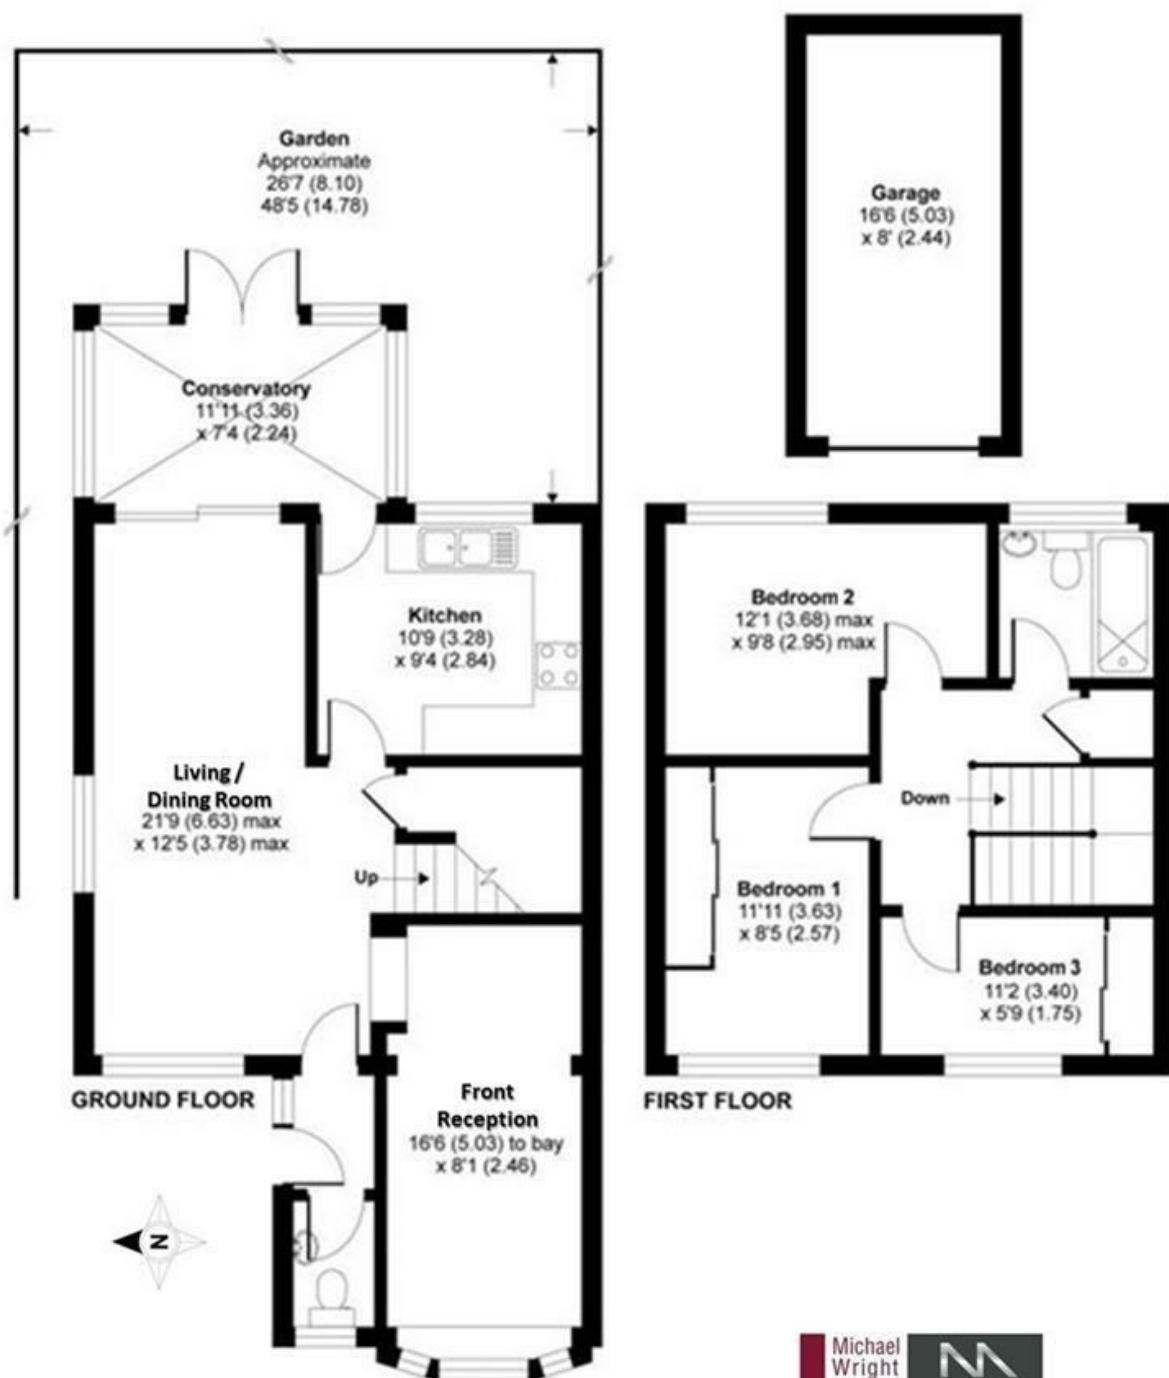 Garden
Approximate
26'7 (8.10)
48'5 (14.78)
Garage
16'6 (5.03)
x 8' (2.44)
Conservatory
11'11 (3.36)
x 7'4 (2.24)
Kitchen
10'9 (3.28)
x 9'4 (2.84)
Bedroom 2
12'1 (3.68) max
x 9'8 (2.95) max
Living /
Dining Room
21'9 (6.63) max
x 12'5 (3.78) max
Up
Down
Bedroom 1
11'11 (3.63)
x 8'5 (2.57)
Bedroom 3
11'2 (3.40)
x 5'9 (1.75)
GROUND FLOOR
FIRST FLOOR
Front
Reception
16'6 (5.03) to bay
x 8'1 (2.46)
N
Michael
Wright